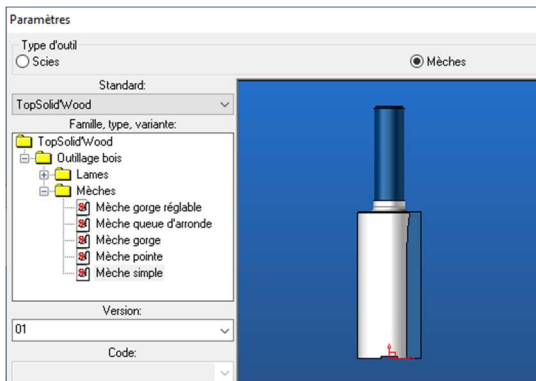 Paramètres
Type d'outil
Scies
Mèches
Standard:
TopSolid'Wood
Famille, type, variante:
TopSolid'Wood
Outillage bois
Lames
Mèches
Mèche gorge réglable
Mèche queue d'arronde
Mèche gorge
Mèche pointe
Mèche simple
Version:
01
Code: